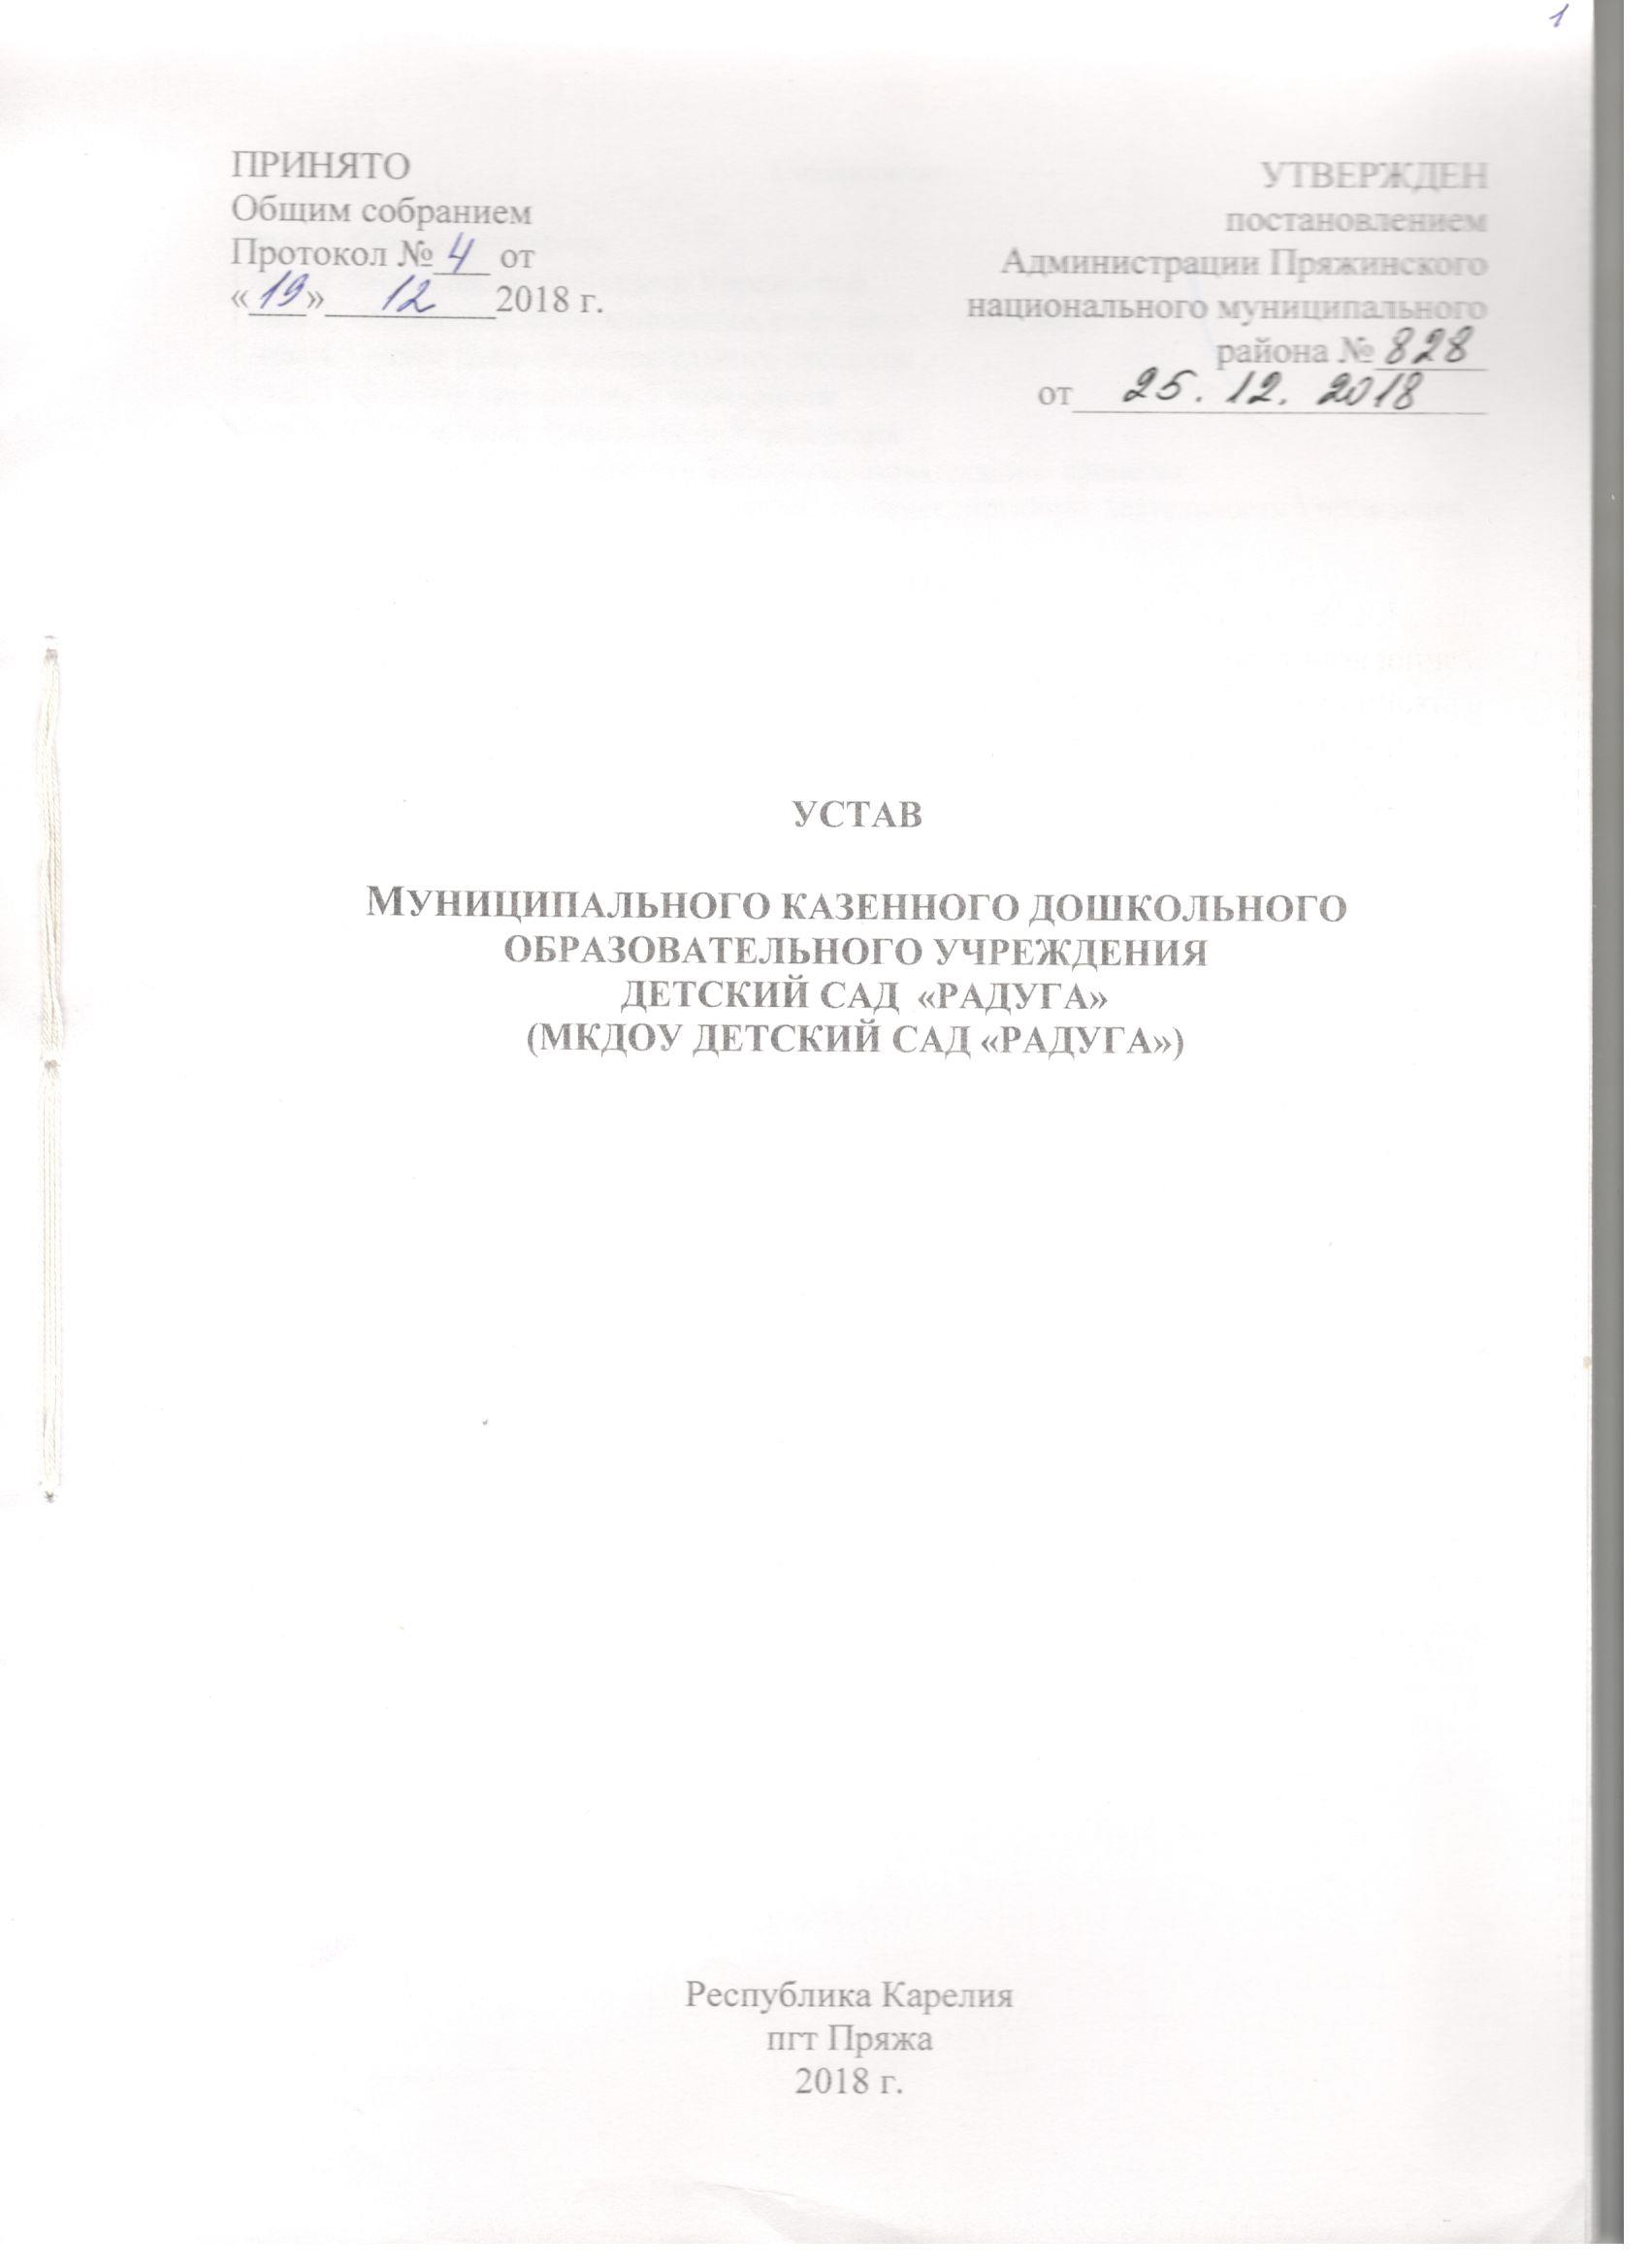 1
ПРИНЯТО
Общим собранием
Протокол № 4 от
«19» 12 2018 г.
УТВЕРЖДЕН
постановлением
Администрации Пряжинского
национального муниципального
района № 828
от 25. 12. 2018
УСТАВ
МУНИЦИПАЛЬНОГО КАЗЕННОГО ДОШКОЛЬНОГО
ОБРАЗОВАТЕЛЬНОГО УЧРЕЖДЕНИЯ
ДЕТСКИЙ САД «РАДУГА»
(МКДОУ ДЕТСКИЙ САД «РАДУГА»)
Республика Карелия
пгт Пряжа
2018 г.